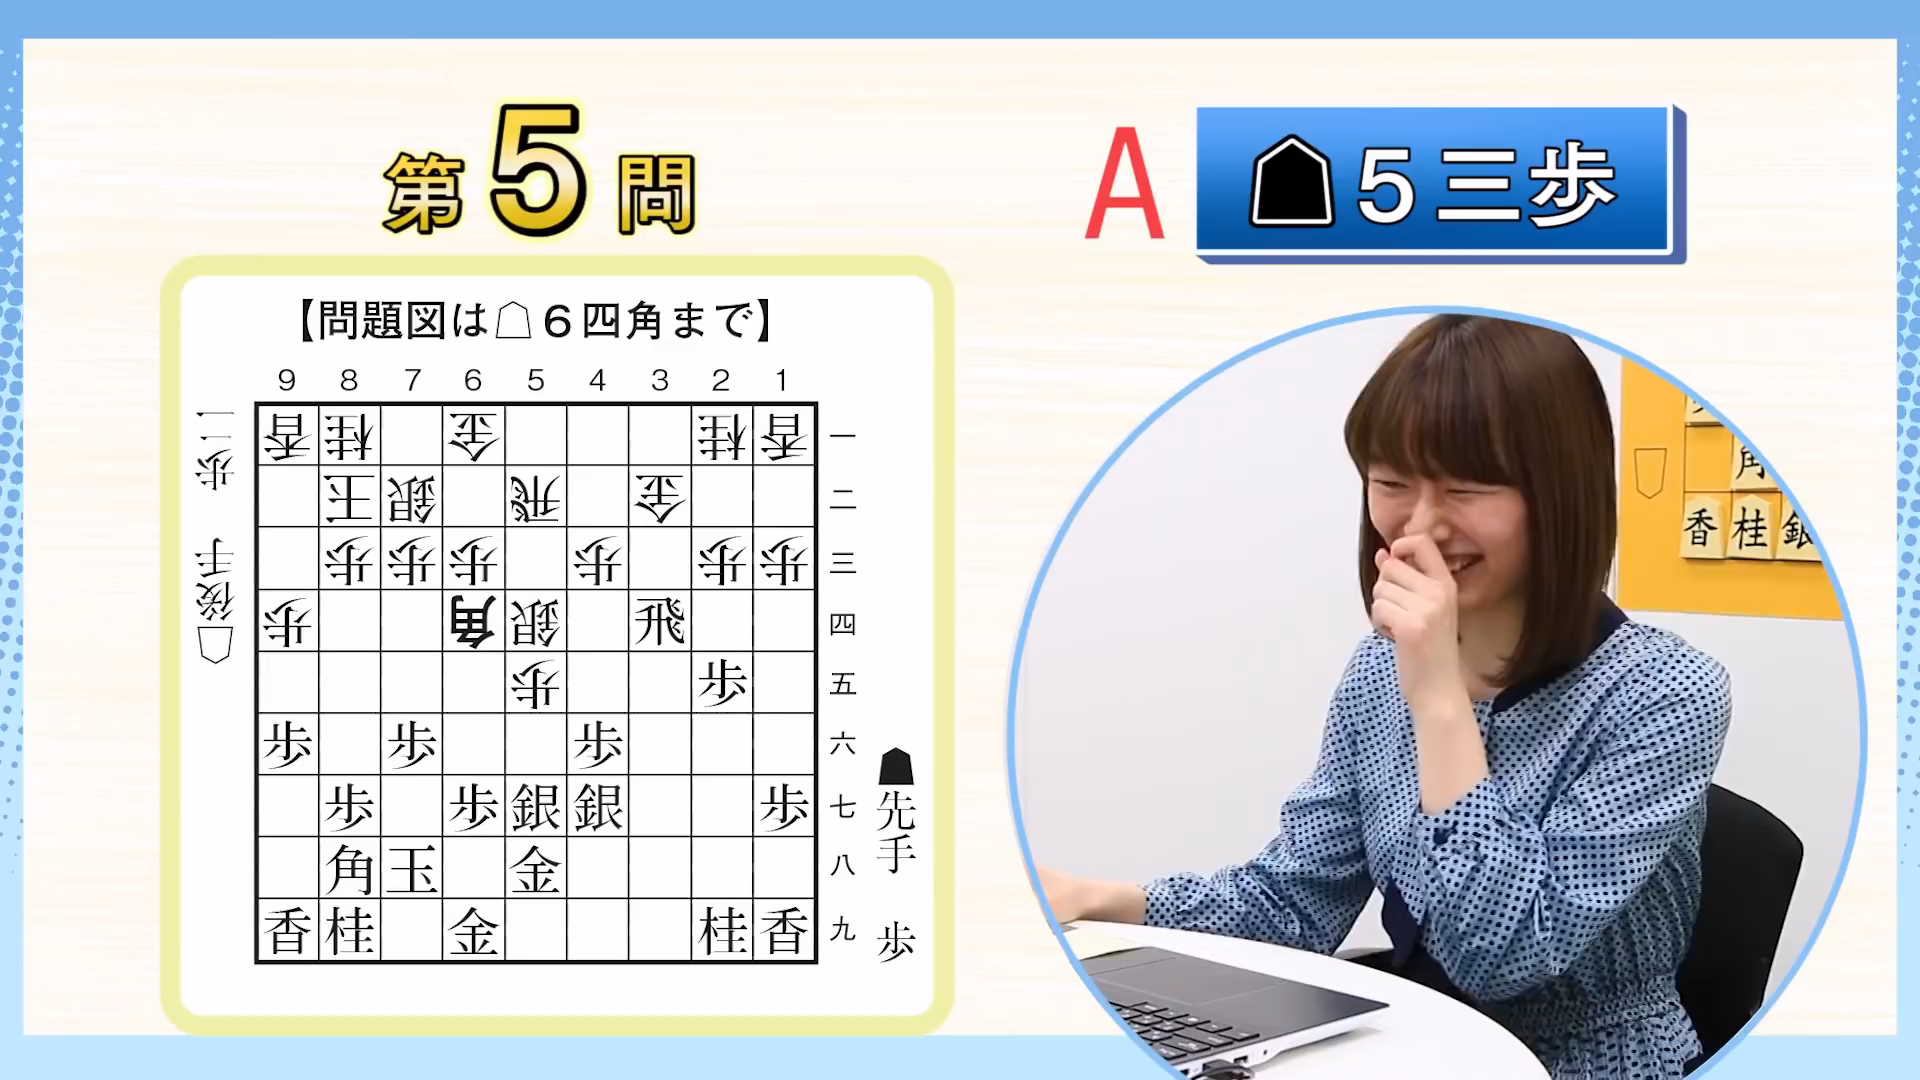 第5問
A ☗5三歩
【問題図は☖6四角まで】
9 8 7 6 5 4 3 2 1
香 桂 金 桂 香 一
王 銀 飛 金 二
歩 歩 歩 歩 歩 歩 三
歩 角 銀 飛 四
歩 歩 五
歩 歩 歩 六
歩 歩 銀 銀 歩 七
角 玉 金 八
香 桂 金 桂 香 九
☖後手 歩二
☗先手 歩
角
香 桂 銀